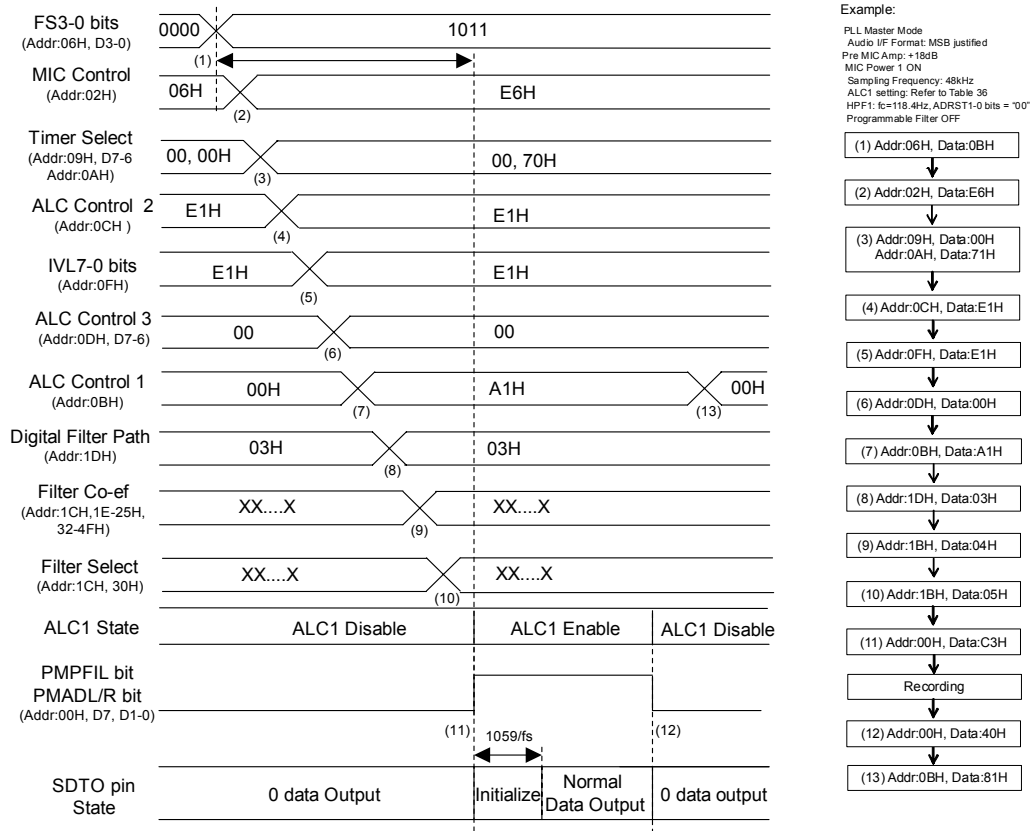 FS3-0 bits
(Addr:06H, D3-0)
0000
1011
(1)
MIC Control
(Addr:02H)
06H
E6H
(2)
Timer Select
(Addr:09H, D7-6
Addr:0AH)
00, 00H
00, 70H
(3)
ALC Control 2
(Addr:0CH )
E1H
E1H
(4)
IVL7-0 bits
(Addr:0FH)
E1H
E1H
(5)
ALC Control 3
(Addr:0DH, D7-6)
00
00
(6)
ALC Control 1
(Addr:0BH)
00H
A1H
00H
(7)
(13)
Digital Filter Path
(Addr:1DH)
03H
03H
(8)
Filter Co-ef
(Addr:1CH,1E-25H,
32-4FH)
XX....X
XX....X
(9)
Filter Select
(Addr:1CH, 30H)
XX....X
XX....X
(10)
ALC1 State
ALC1 Disable
ALC1 Enable
ALC1 Disable
PMPFIL bit
PMADL/R bit
(Addr:00H, D7, D1-0)
(11)
(12)
1059/fs
SDTO pin
State
0 data Output
Initialize
Normal
Data Output
0 data output
Example:
PLL Master Mode
Audio I/F Format: MSB justified
Pre MIC Amp: +18dB
MIC Power 1 ON
Sampling Frequency: 48kHz
ALC1 setting: Refer to Table 36
HPF1: fc=118.4Hz, ADRST1-0 bits = "00"
Programmable Filter OFF
(1) Addr:06H, Data:0BH
(2) Addr:02H, Data:E6H
(3) Addr:09H, Data:00H
Addr:0AH, Data:71H
(4) Addr:0CH, Data:E1H
(5) Addr:0FH, Data:E1H
(6) Addr:0DH, Data:00H
(7) Addr:0BH, Data:A1H
(8) Addr:1DH, Data:03H
(9) Addr:1BH, Data:04H
(10) Addr:1BH, Data:05H
(11) Addr:00H, Data:C3H
Recording
(12) Addr:00H, Data:40H
(13) Addr:0BH, Data:81H